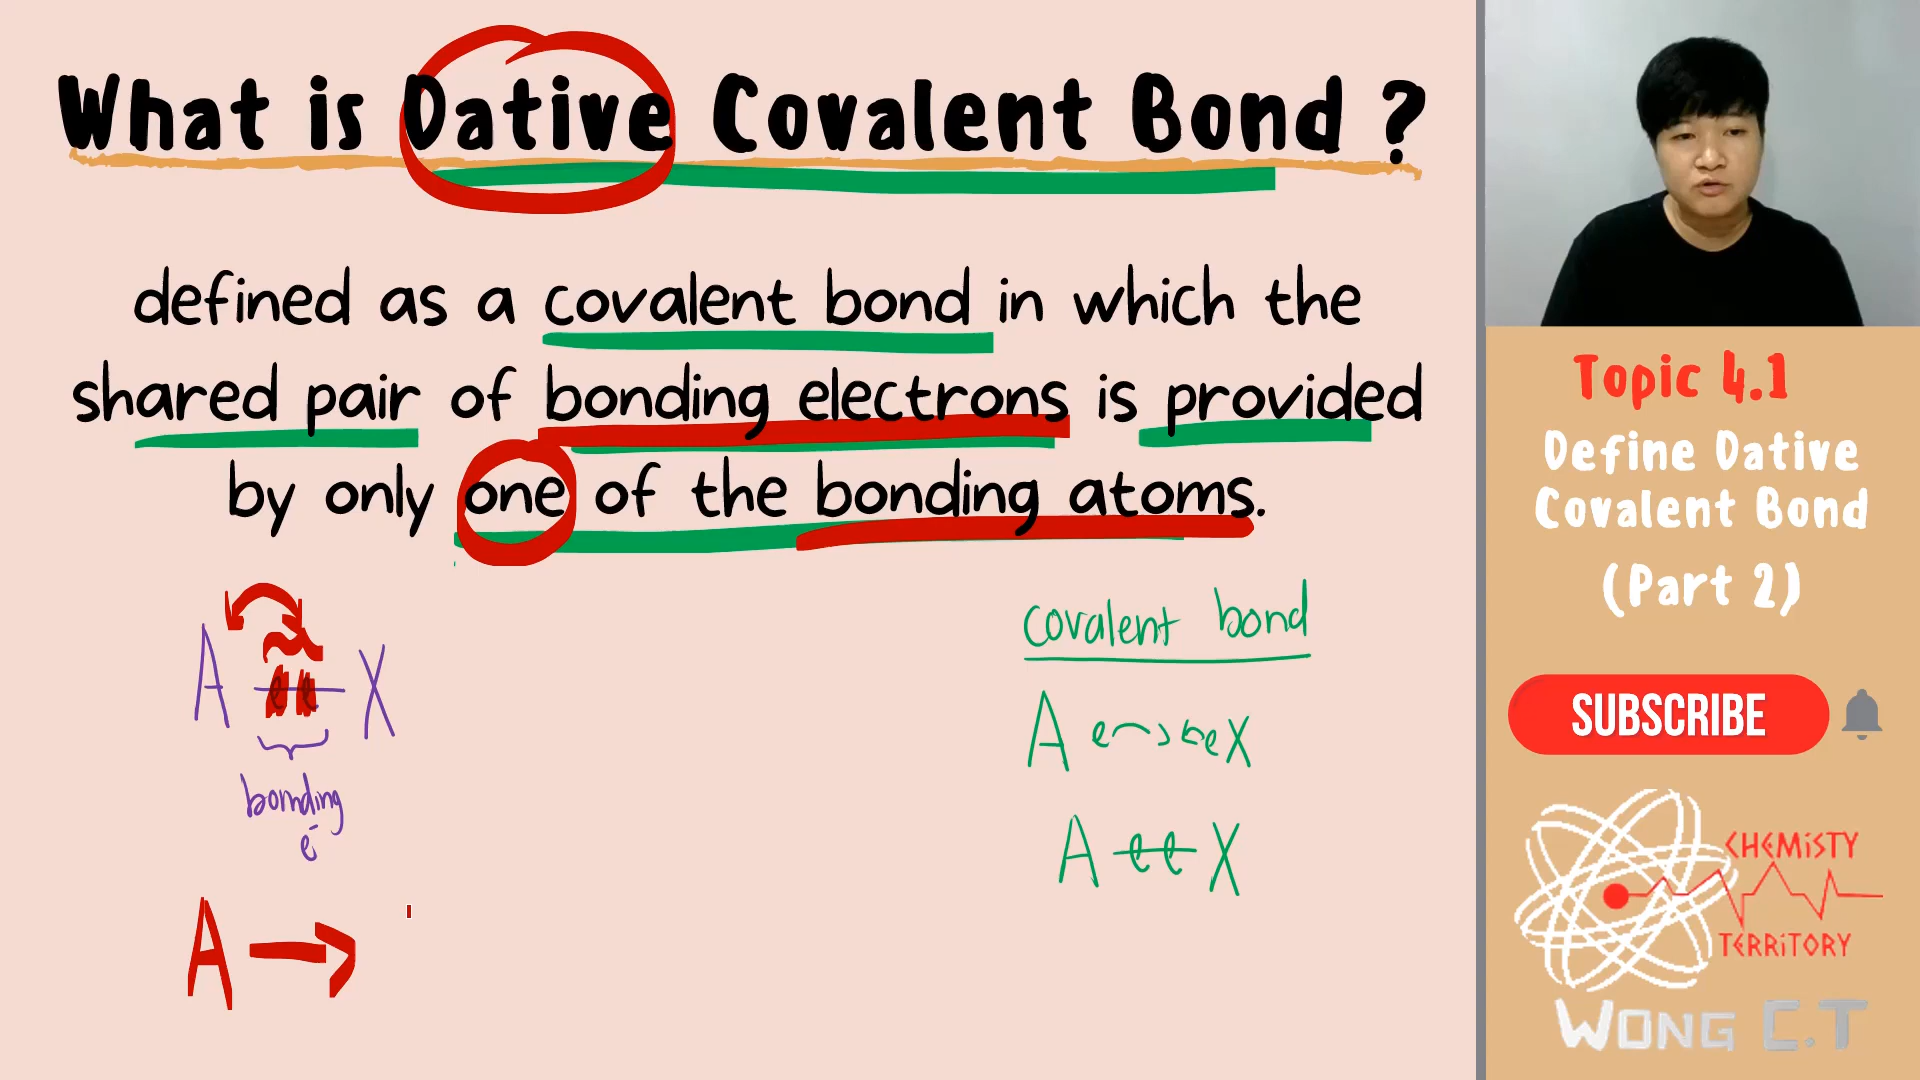 What is Dative Covalent Bond ?
defined as a covalent bond in which the
shared pair of bonding electrons is provided
by only one of the bonding atoms.
A e e X
bonding
e⁻
A →
covalent bond
A e e X
A e e X
Topic 4.1
Define Dative
Covalent Bond
(Part 2)
SUBSCRIBE
CHEMiSTY
TERRiTORY
WONG C.T